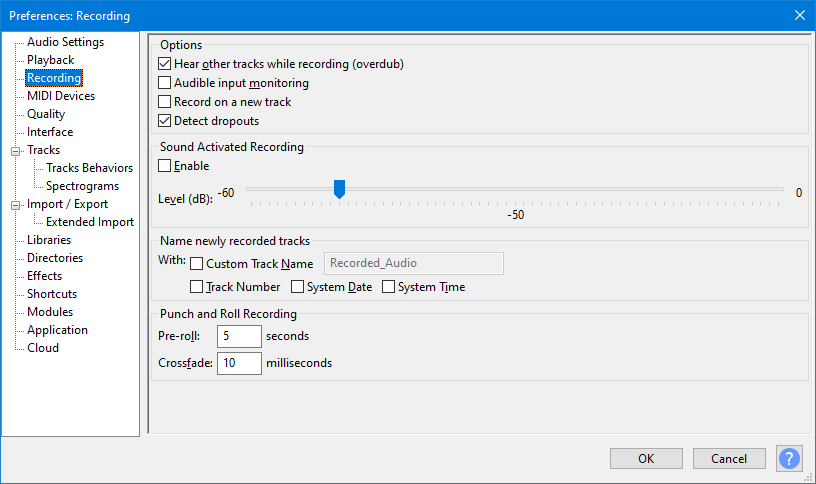 Preferences: Recording
Audio Settings
Playback
Recording
MIDI Devices
Quality
Interface
Tracks
Tracks Behaviors
Spectrograms
Import / Export
Extended Import
Libraries
Directories
Effects
Shortcuts
Modules
Application
Cloud
Options
Hear other tracks while recording (overdub)
Audible input monitoring
Record on a new track
Detect dropouts
Sound Activated Recording
Enable
Level (dB): -60 0
-50
Name newly recorded tracks
With: Custom Track Name Recorded_Audio
Track Number System Date System Time
Punch and Roll Recording
Pre-roll: 5 seconds
Crossfade: 10 milliseconds
OK Cancel ?